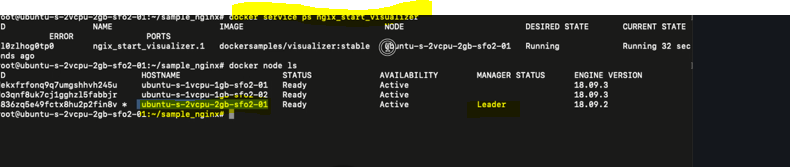 root@ubuntu-s-2vcpu-2gb-sfo2-01:~/sample_nginx# docker service ps ngix_start_visualizer
D NAME IMAGE NODE DESIRED STATE CURRENT STATE
ERROR PORTS
l0zlhog0tp0 ngix_start_visualizer.1 dockersamples/visualizer:stable ubuntu-s-2vcpu-2gb-sfo2-01 Running Running 32 sec
nds ago
root@ubuntu-s-2vcpu-2gb-sfo2-01:~/sample_nginx# docker node ls
D HOSTNAME STATUS AVAILABILITY MANAGER STATUS ENGINE VERSION
ekxfrfonq9q7umgshhvh245u ubuntu-s-1vcpu-1gb-sfo2-01 Ready Active 18.09.3
o3qnf8uk7cj1gghzl5fabbjr ubuntu-s-1vcpu-1gb-sfo2-02 Ready Active 18.09.3
836zq5e49fctx8hu2p2fin8v * ubuntu-s-2vcpu-2gb-sfo2-01 Ready Active Leader 18.09.2
root@ubuntu-s-2vcpu-2gb-sfo2-01:~/sample_nginx#